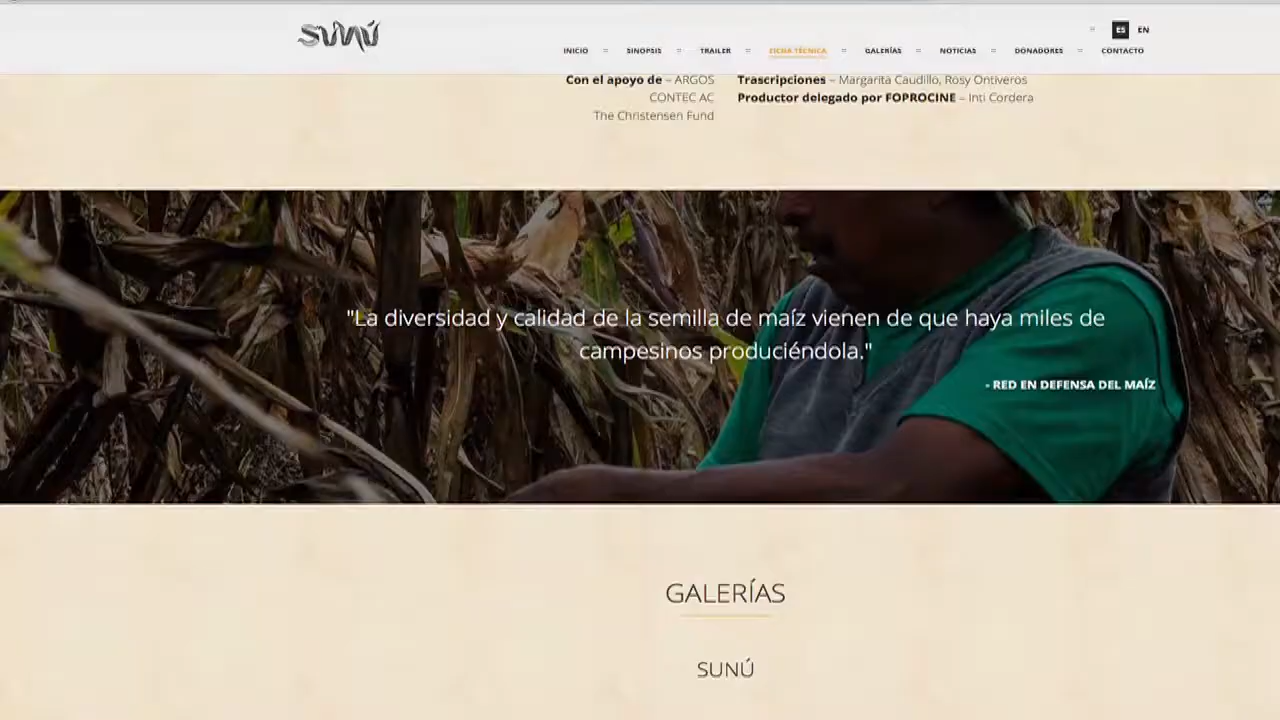 SUNÚ
ES EN
INICIO SINOPSIS TRAILER FICHA TÉCNICA GALERÍAS NOTICIAS DONADORES CONTACTO
Con el apoyo de – ARGOS
CONTEC AC
The Christensen Fund
Trascripciones – Margarita Caudillo, Rosy Ontiveros
Productor delegado por FOPROCINE – Inti Cordera
"La diversidad y calidad de la semilla de maíz vienen de que haya miles de
campesinos produciéndola."
- RED EN DEFENSA DEL MAÍZ
GALERÍAS
SUNÚ